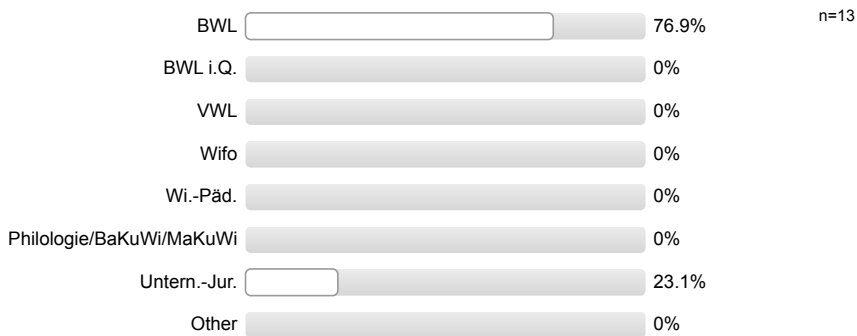 n=13
BWL 76.9%
BWL i.Q. 0%
VWL 0%
Wifo 0%
Wi.-Päd. 0%
Philologie/BaKuWi/MaKuWi 0%
Untern.-Jur. 23.1%
Other 0%